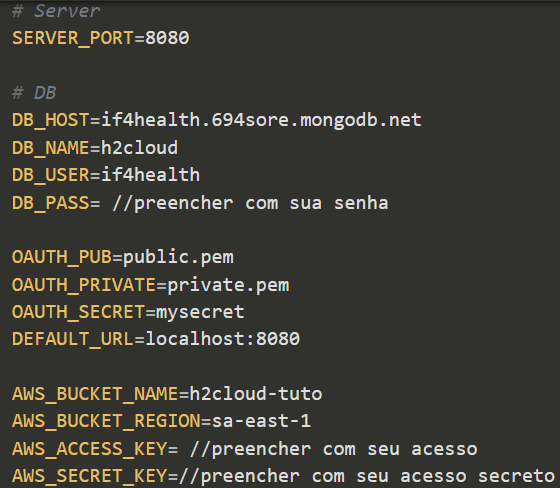 # Server
SERVER_PORT=8080
# DB
DB_HOST=if4health.694sore.mongodb.net
DB_NAME=h2cloud
DB_USER=if4health
DB_PASS= //preencher com sua senha
OAUTH_PUB=public.pem
OAUTH_PRIVATE=private.pem
OAUTH_SECRET=mysecret
DEFAULT_URL=localhost:8080
AWS_BUCKET_NAME=h2cloud-tuto
AWS_BUCKET_REGION=sa-east-1
AWS_ACCESS_KEY= //preencher com seu acesso
AWS_SECRET_KEY=//preencher com seu acesso secreto